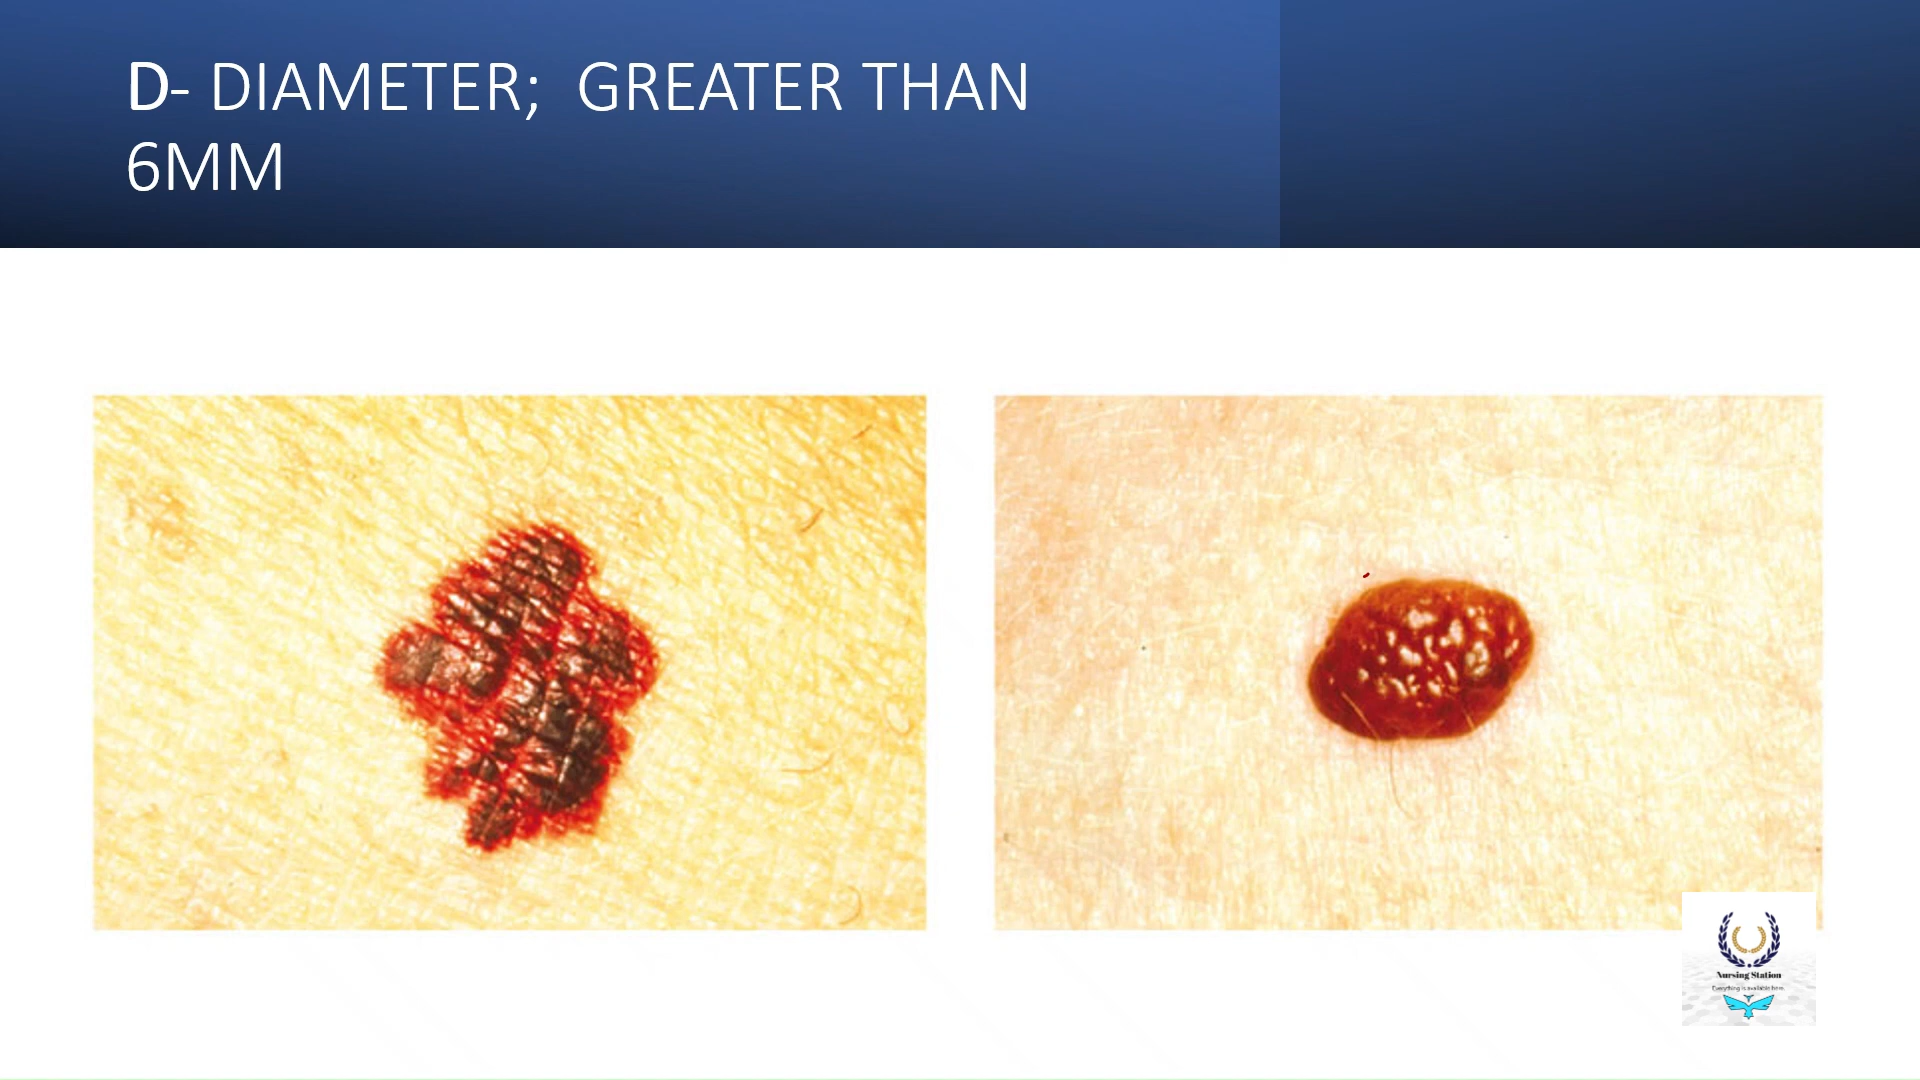 D- DIAMETER;  GREATER THAN
6MM
Nursing Station
Everything is available here.